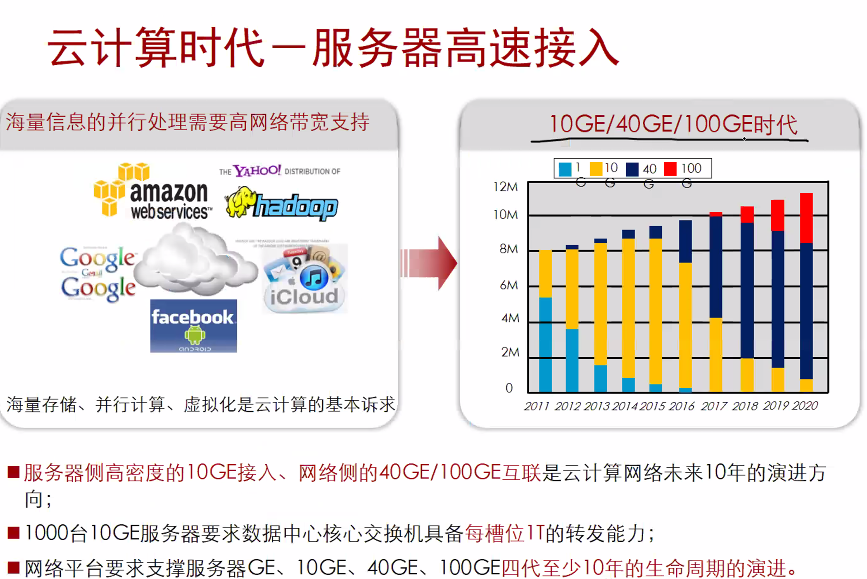 云计算时代－服务器高速接入
海量信息的并行处理需要高网络带宽支持
amazon
web services™
THE YAHOO! DISTRIBUTION OF
hadoop
Google
Gmail
Google
iCloud
facebook
ANDROID
海量存储、并行计算、虚拟化是云计算的基本诉求
10GE/40GE/100GE时代
1G 10G 40G 100G
12M
10M
8M
6M
4M
2M
0
2011 2012 2013 2014 2015 2016 2017 2018 2019 2020
■服务器侧高密度的10GE接入、网络侧的40GE/100GE互联是云计算网络未来10年的演进方
向；
■1000台10GE服务器要求数据中心核心交换机具备每槽位1T的转发能力；
■网络平台要求支撑服务器GE、10GE、40GE、100GE四代至少10年的生命周期的演进。